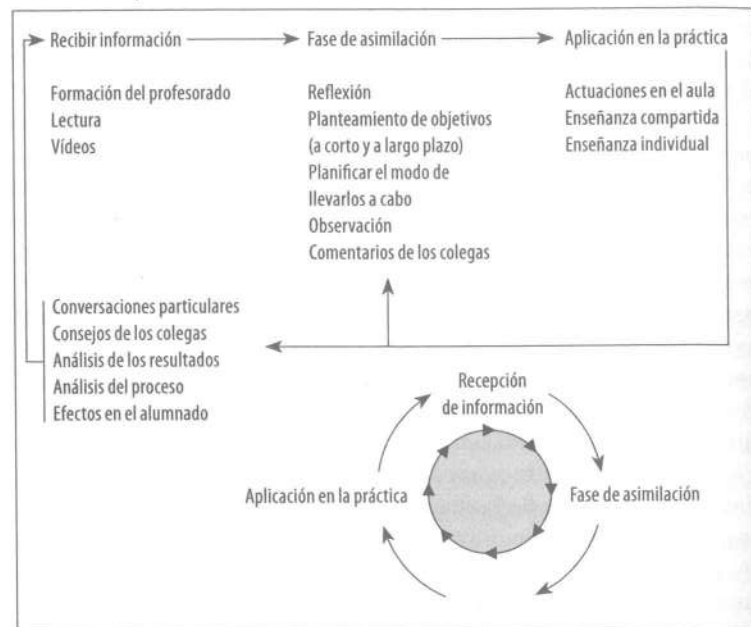 Recibir información
Fase de asimilación
Aplicación en la práctica
Formación del profesorado
Lectura
Vídeos
Reflexión
Planteamiento de objetivos
(a corto y a largo plazo)
Planificar el modo de
llevarlos a cabo
Observación
Comentarios de los colegas
Actuaciones en el aula
Enseñanza compartida
Enseñanza individual
Conversaciones particulares
Consejos de los colegas
Análisis de los resultados
Análisis del proceso
Efectos en el alumnado
Recepción
de información
Aplicación en la práctica
Fase de asimilación